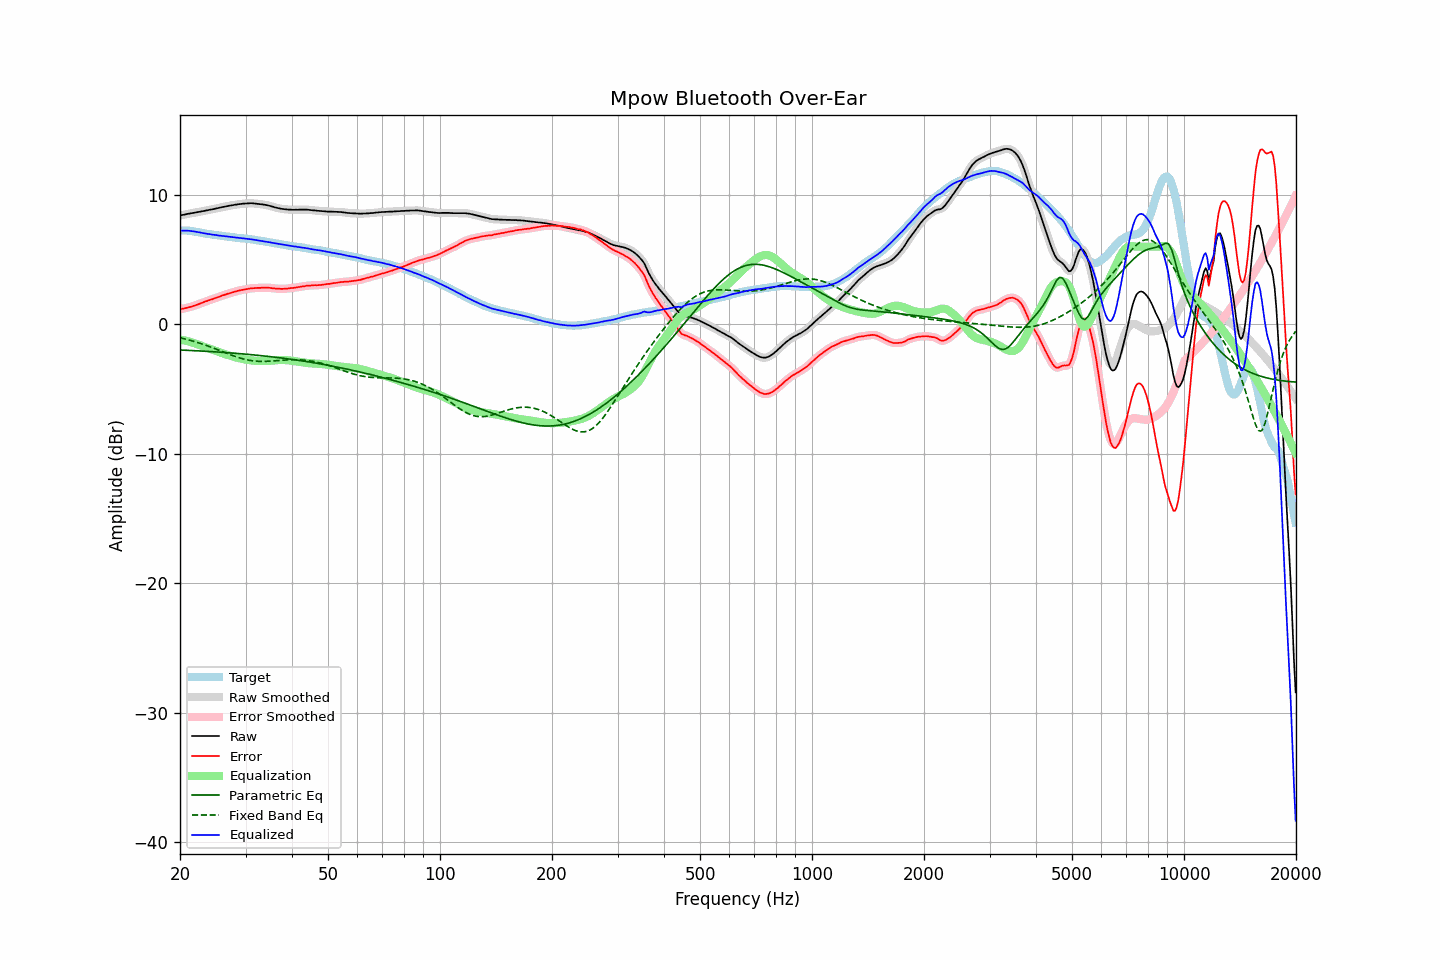 Mpow Bluetooth Over-Ear
10
0
−10
−20
−30
−40
Amplitude (dBr)
Target
Raw Smoothed
Error Smoothed
Raw
Error
Equalization
Parametric Eq
Fixed Band Eq
Equalized
20 50 100 200 500 1000 2000 5000 10000 20000
Frequency (Hz)